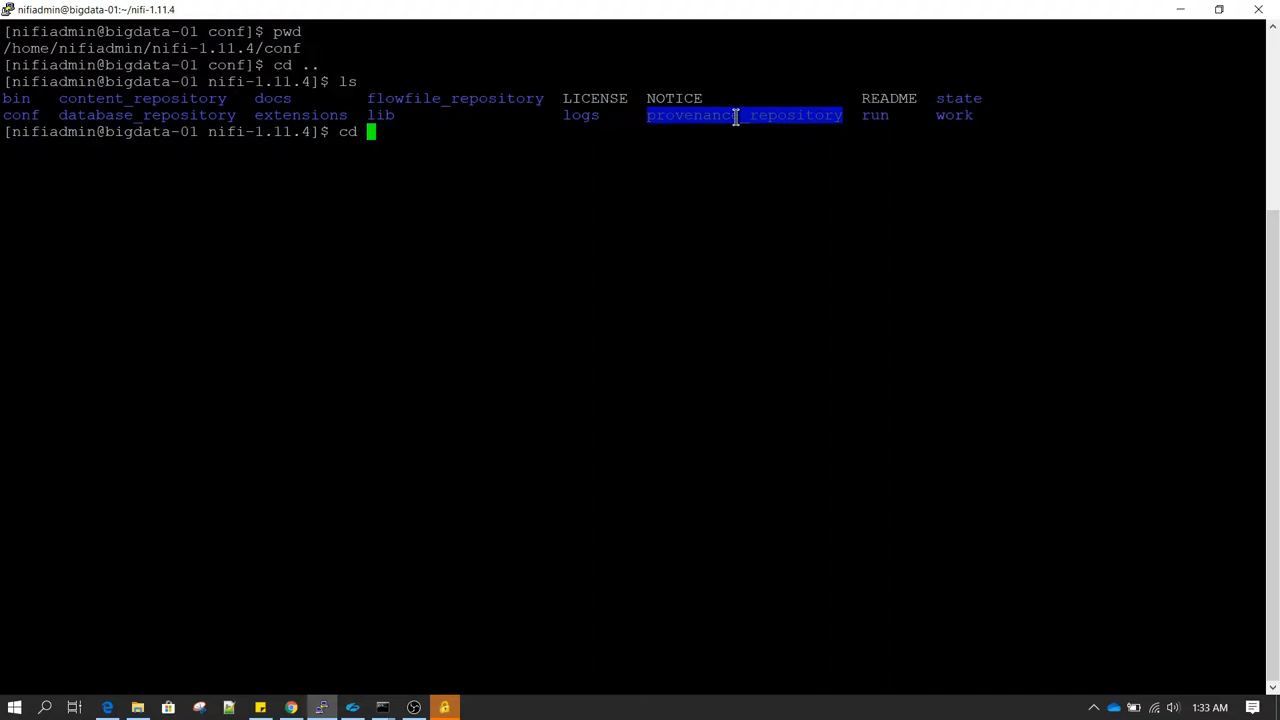 nifiadmin@bigdata-01:~/nifi-1.11.4
[nifiadmin@bigdata-01 conf]$ pwd
/home/nifiadmin/nifi-1.11.4/conf
[nifiadmin@bigdata-01 conf]$ cd ..
[nifiadmin@bigdata-01 nifi-1.11.4]$ ls
bin content_repository docs flowfile_repository LICENSE NOTICE README state
conf database_repository extensions lib logs provenance_repository run work
[nifiadmin@bigdata-01 nifi-1.11.4]$ cd
1:33 AM